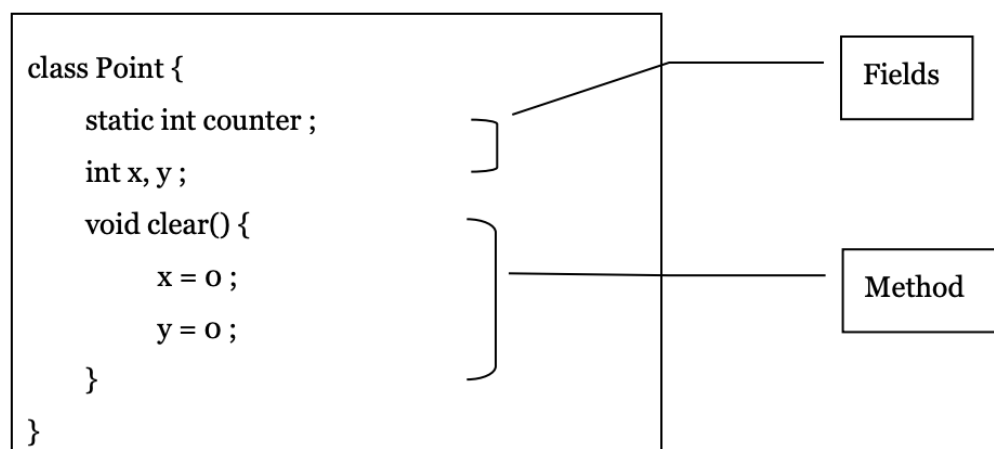 class Point {
static int counter ;
int x, y ;
void clear() {
x = 0 ;
y = 0 ;
}
}
Fields
Method